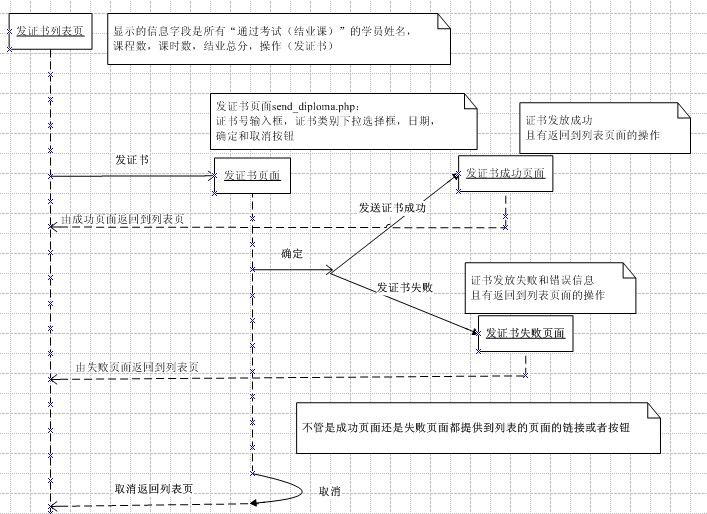 发证书列表页
显示的信息字段是所有“通过考试（结业课）”的学员姓名，
课程数，课时数，结业总分，操作（发证书）
发证书页面send_diploma.php：
证书号输入框，证书类别下拉选择框，日期，
确定和取消按钮
证书发放成功
且有返回到列表页面的操作
发证书
发证书页面
发证书成功页面
发送证书成功
由成功页面返回到列表页
确定
证书发放失败和错误信息
且有返回到列表页面的操作
发证书失败
发证书失败页面
由失败页面返回到列表页
不管是成功页面还是失败页面都提供到列表的页面的链接或者按钮
取消返回列表页
取消